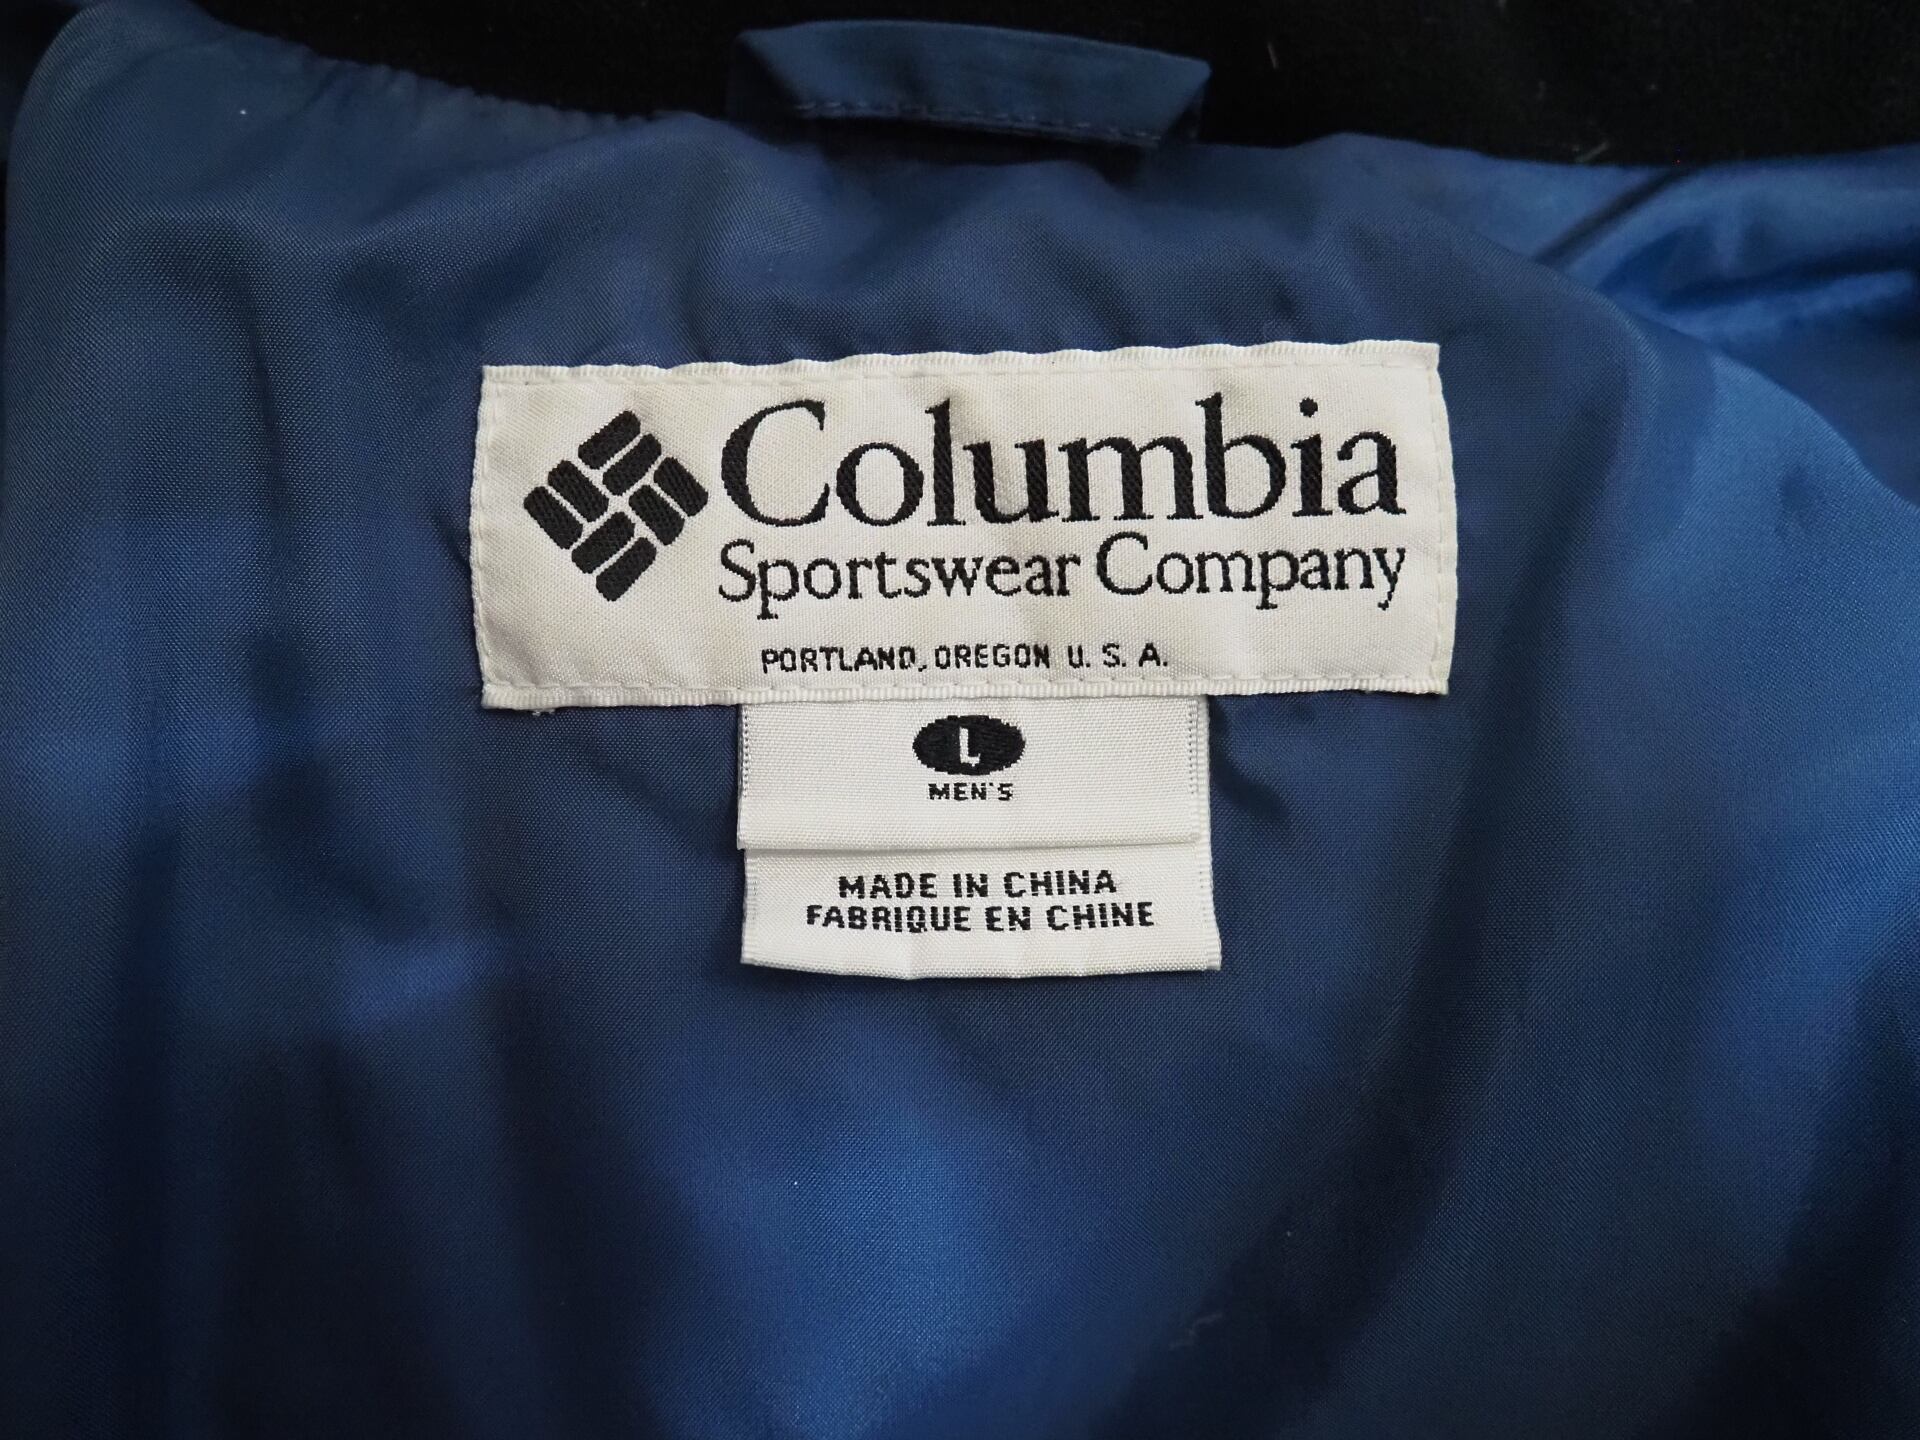 Columbia
Sportswear Company
PORTLAND, OREGON U. S. A.
L
MEN'S
MADE IN CHINA
FABRIQUE EN CHINE